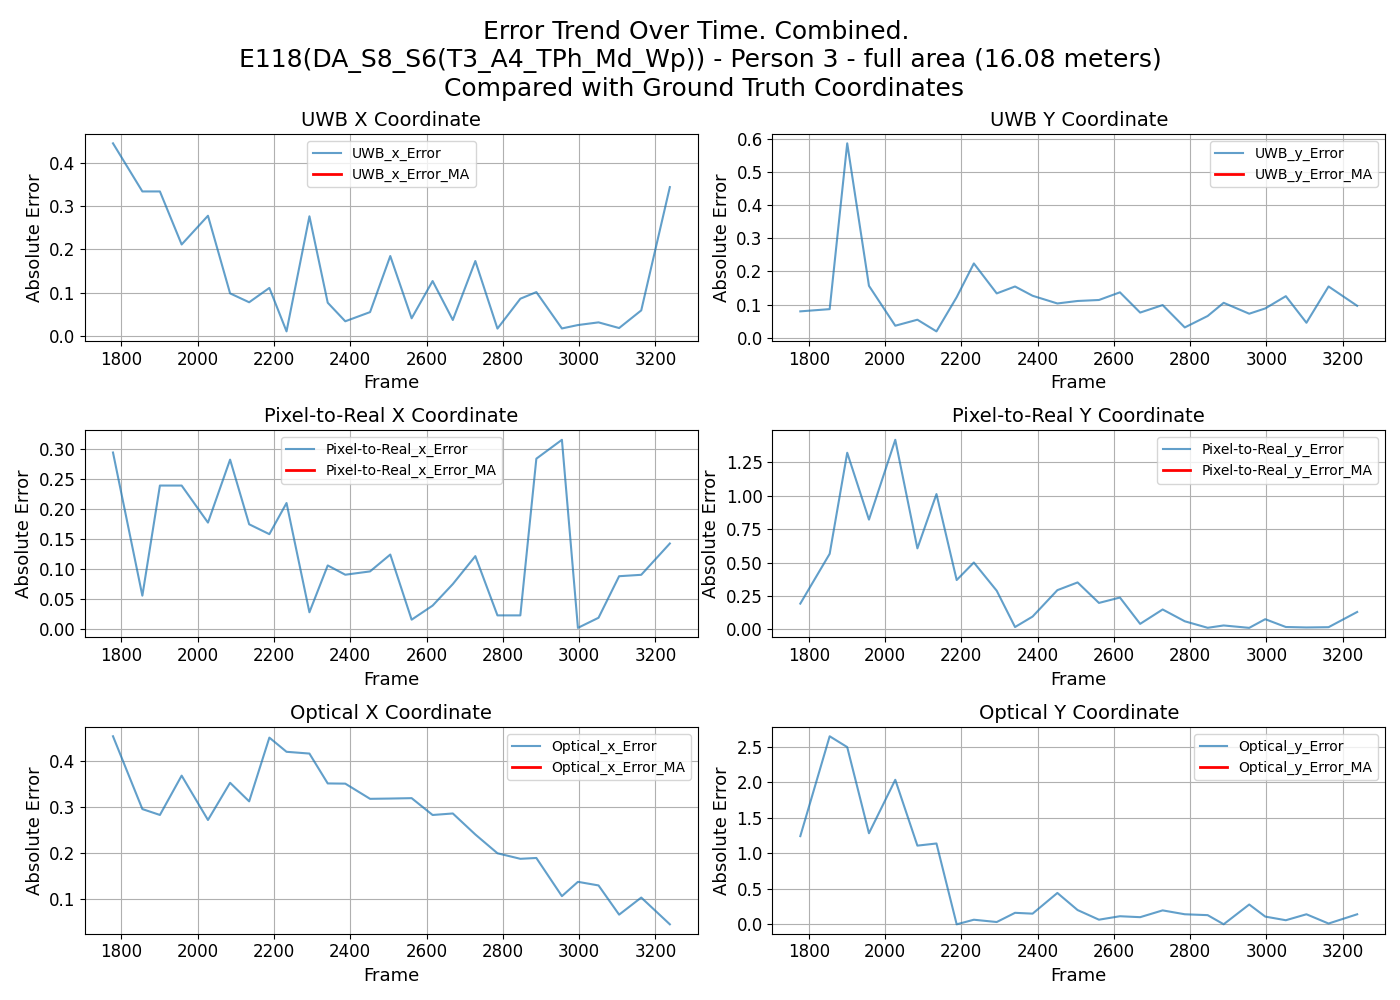 Error Trend Over Time. Combined.
E118(DA_S8_S6(T3_A4_TPh_Md_Wp)) - Person 3 - full area (16.08 meters)
Compared with Ground Truth Coordinates
UWB X Coordinate
Absolute Error
0.4
0.3
0.2
0.1
0.0
UWB_x_Error
UWB_x_Error_MA
1800 2000 2200 2400 2600 2800 3000 3200
Frame
UWB Y Coordinate
Absolute Error
0.6
0.5
0.4
0.3
0.2
0.1
0.0
UWB_y_Error
UWB_y_Error_MA
1800 2000 2200 2400 2600 2800 3000 3200
Frame
Pixel-to-Real X Coordinate
Absolute Error
0.30
0.25
0.20
0.15
0.10
0.05
0.00
Pixel-to-Real_x_Error
Pixel-to-Real_x_Error_MA
1800 2000 2200 2400 2600 2800 3000 3200
Frame
Pixel-to-Real Y Coordinate
Absolute Error
1.25
1.00
0.75
0.50
0.25
0.00
Pixel-to-Real_y_Error
Pixel-to-Real_y_Error_MA
1800 2000 2200 2400 2600 2800 3000 3200
Frame
Optical X Coordinate
Absolute Error
0.4
0.3
0.2
0.1
Optical_x_Error
Optical_x_Error_MA
1800 2000 2200 2400 2600 2800 3000 3200
Frame
Optical Y Coordinate
Absolute Error
2.5
2.0
1.5
1.0
0.5
0.0
Optical_y_Error
Optical_y_Error_MA
1800 2000 2200 2400 2600 2800 3000 3200
Frame